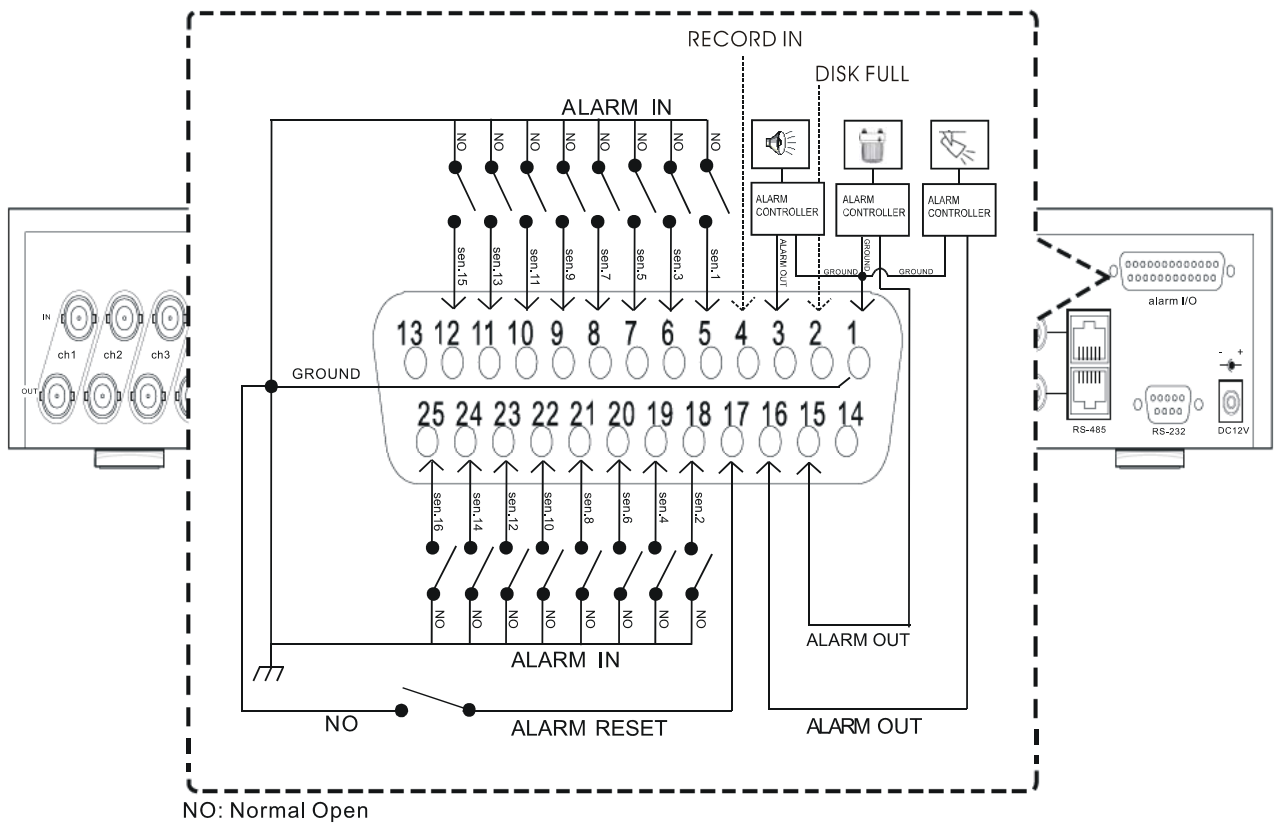 RECORD IN
DISK FULL
ALARM IN
NO NO NO NO NO NO NO NO
ALARM CONTROLLER
ALARM CONTROLLER
ALARM CONTROLLER
sen.15 sen.13 sen.11 sen.9 sen.7 sen.5 sen.3 sen.1
ALARM OUT
GROUND
GROUND
GROUND
13 12 11 10 9 8 7 6 5 4 3 2 1
GROUND
25 24 23 22 21 20 19 18 17 16 15 14
sen.16 sen.14 sen.12 sen.10 sen.8 sen.6 sen.4 sen.2
NO NO NO NO NO NO NO NO
ALARM IN
ALARM OUT
NO
ALARM RESET
ALARM OUT
IN
ch1 ch2 ch3
OUT
alarm I/O
- +
RS-485
RS-232
DC12V
NO: Normal Open